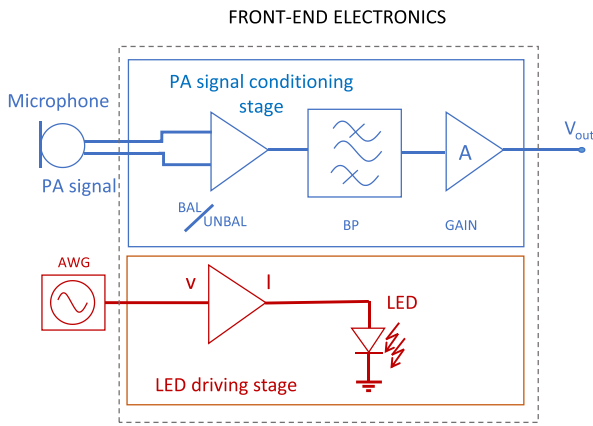 FRONT-END ELECTRONICS
PA signal conditioning
stage
Microphone
PA signal
BAL
UNBAL
BP
A
GAIN
Vout
AWG
v
I
LED
LED driving stage